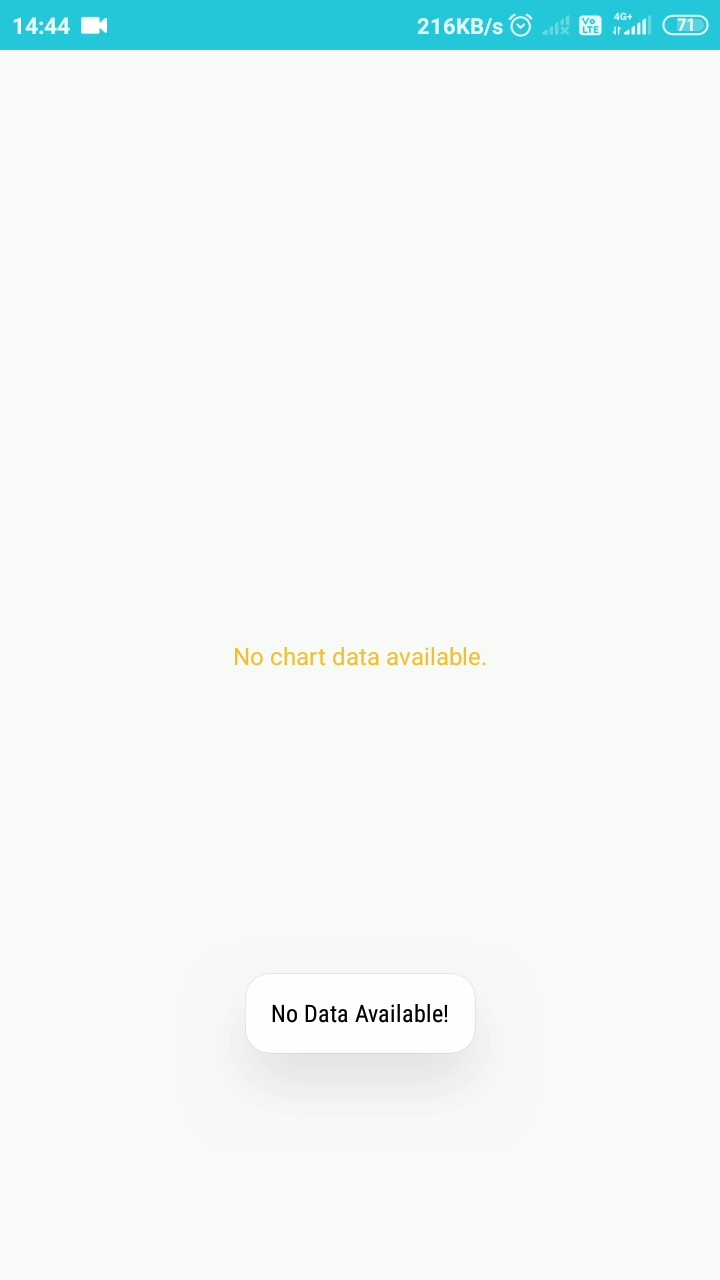 14:44 216KB/s Vo LTE 4G+ 71
No chart data available.
No Data Available!